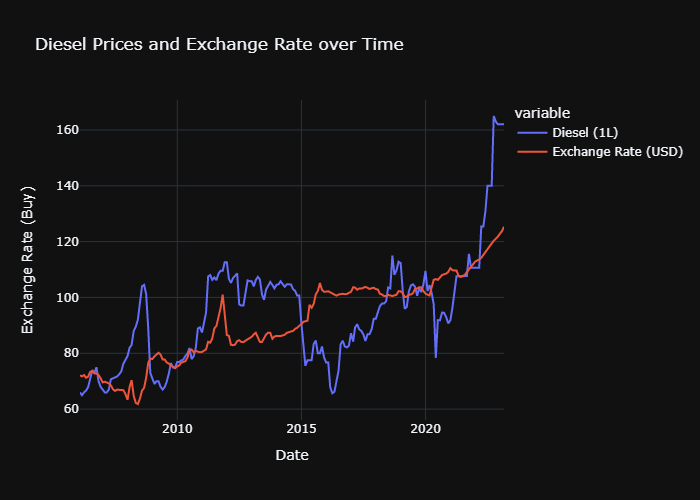 Diesel Prices and Exchange Rate over Time
variable
Diesel (1L)
Exchange Rate (USD)
Exchange Rate (Buy)
160
140
120
100
80
60
2010
2015
2020
Date